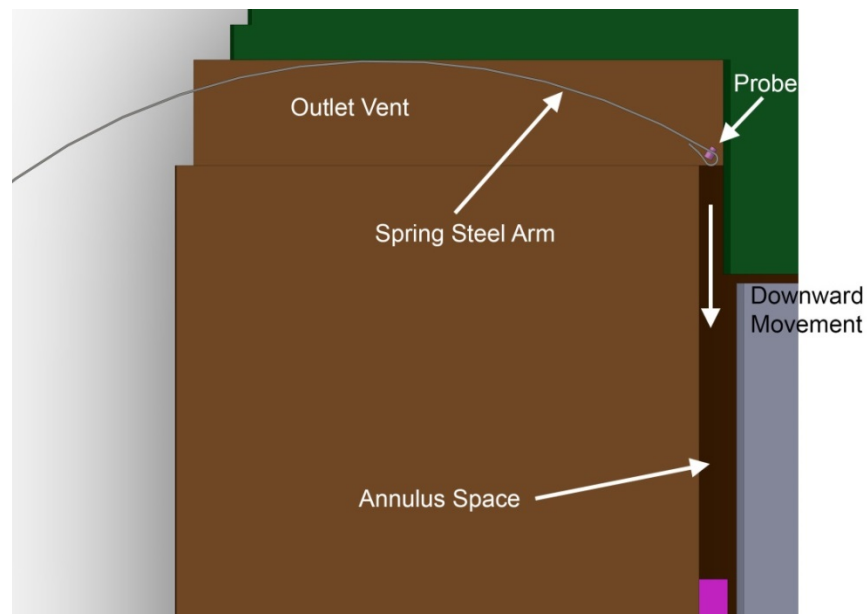 Probe
Outlet Vent
Spring Steel Arm
Downward
Movement
Annulus Space